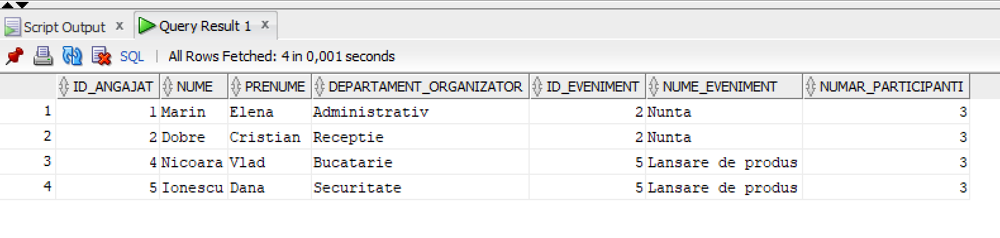 Script Output x Query Result 1 x
SQL | All Rows Fetched: 4 in 0,001 seconds
ID_ANGAJAT NUME PRENUME DEPARTAMENT_ORGANIZATOR ID_EVENIMENT NUME_EVENIMENT NUMAR_PARTICIPANTI
1 1 Marin Elena Administrativ 2 Nunta 3
2 2 Dobre Cristian Receptie 2 Nunta 3
3 4 Nicoara Vlad Bucatarie 5 Lansare de produs 3
4 5 Ionescu Dana Securitate 5 Lansare de produs 3